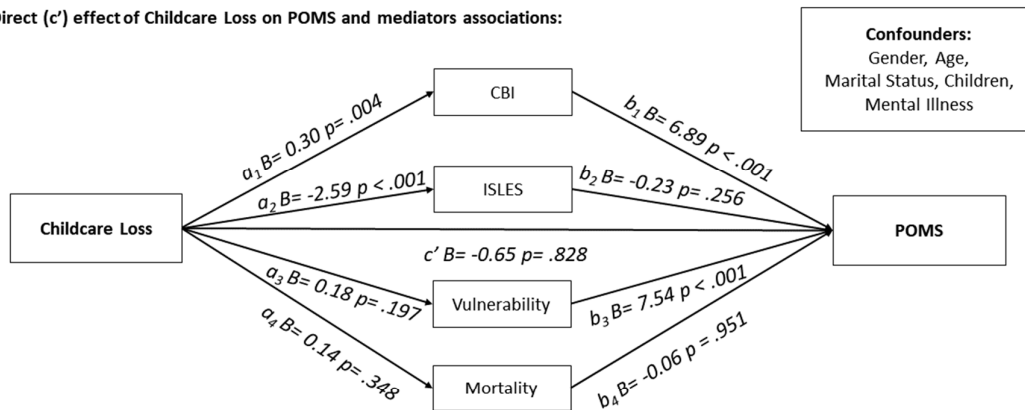 Direct (c’) effect of Childcare Loss on POMS and mediators associations:
Confounders:
Gender, Age,
Marital Status, Children,
Mental Illness
CBI
a1 B= 0.30 p= .004
b1 B= 6.89 p < .001
ISLES
a2 B= -2.59 p < .001
b2 B= -0.23 p= .256
Childcare Loss
POMS
c’ B= -0.65 p= .828
a3 B= 0.18 p= .197
Vulnerability
b3 B= 7.54 p < .001
a4 B= 0.14 p= .348
Mortality
b4 B= -0.06 p = .951